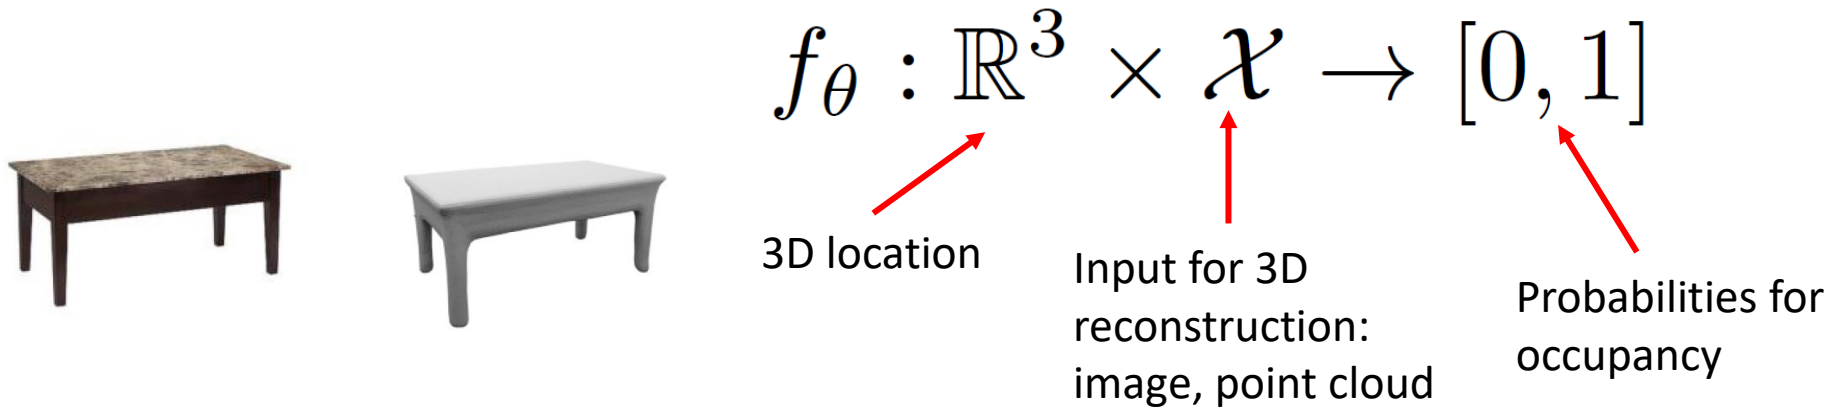 f_θ : ℝ³ × 𝒳 → [0, 1]
3D location
Input for 3D
reconstruction:
image, point cloud
Probabilities for
occupancy